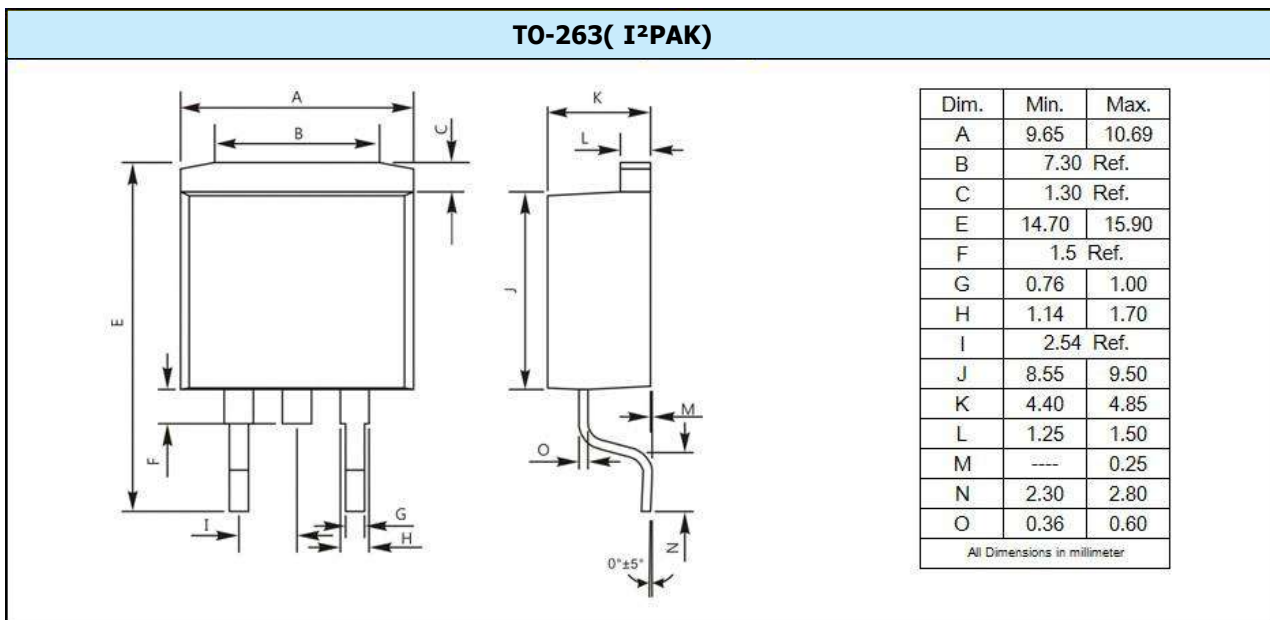 TO-263( I²PAK)
A
B
C
E
F
I
G
H
K
L
J
M
O
N
0°±5°
Dim. Min. Max.
A 9.65 10.69
B 7.30 Ref.
C 1.30 Ref.
E 14.70 15.90
F 1.5 Ref.
G 0.76 1.00
H 1.14 1.70
I 2.54 Ref.
J 8.55 9.50
K 4.40 4.85
L 1.25 1.50
M ---- 0.25
N 2.30 2.80
O 0.36 0.60
All Dimensions in millimeter